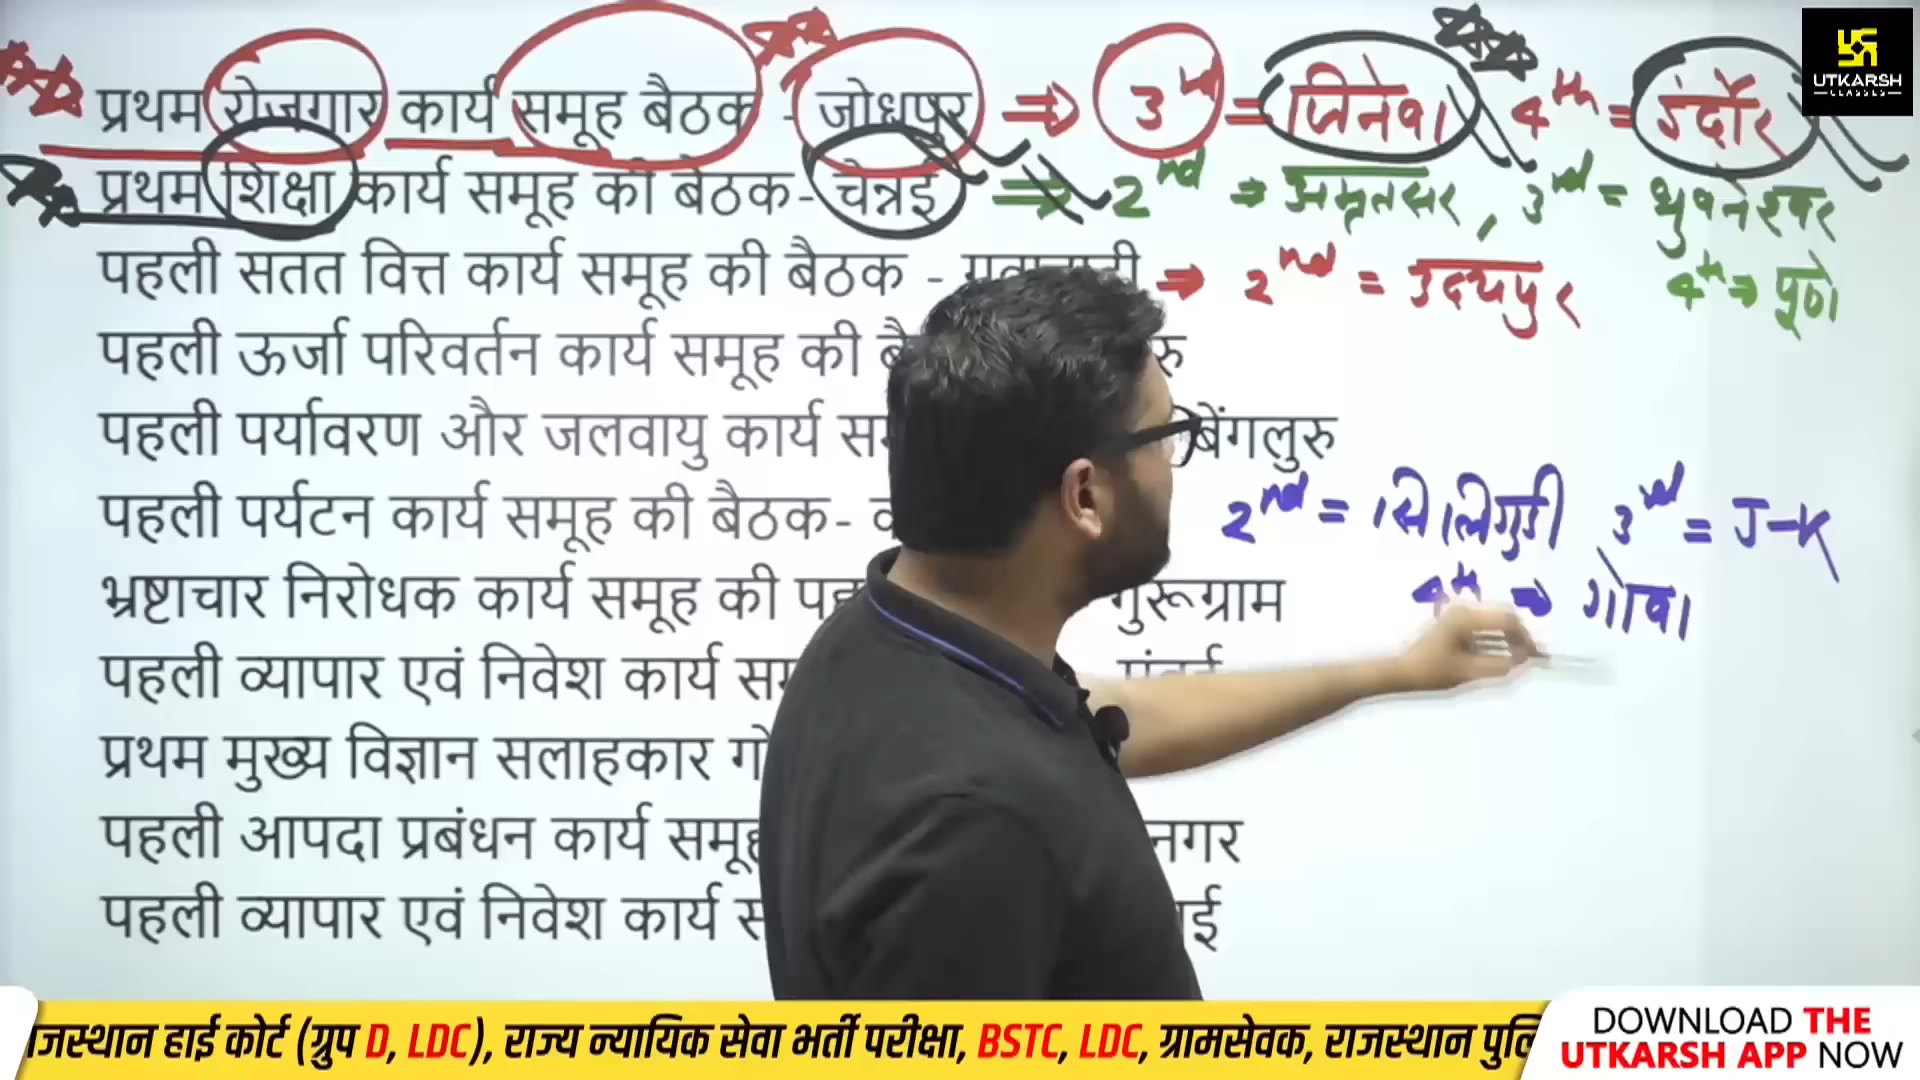 UTKARSH
CLASSES
प्रथम रोजगार कार्य समूह बैठक - जोधपुर ⇒ 3rd = जिनेवा 4th = इंदौर
प्रथम शिक्षा कार्य समूह की बैठक- चेन्नई ⇒ 2nd → अमृतसर, 3rd = भुवनेश्वर
पहली सतत वित्त कार्य समूह की बैठक - ⇒ 2nd = उदयपुर 4th ⇒ पूणे
पहली ऊर्जा परिवर्तन कार्य समूह की
पहली पर्यावरण और जलवायु कार्य बेंगलुरु
पहली पर्यटन कार्य समूह की बैठक- 2nd = सिलिगुडी 3rd = J-K
4th ⇒ गोवा
भ्रष्टाचार निरोधक कार्य समूह की गुरूग्राम
पहली व्यापार एवं निवेश कार्य
प्रथम मुख्य विज्ञान सलाहकार
पहली आपदा प्रबंधन कार्य समूह नगर
पहली व्यापार एवं निवेश कार्य
हाई कोर्ट (ग्रुप D, LDC), राज्य न्यायिक सेवा भर्ती परीक्षा, BSTC, LDC, ग्रामसेवक, राजस्थान
DOWNLOAD THE
UTKARSH APP NOW